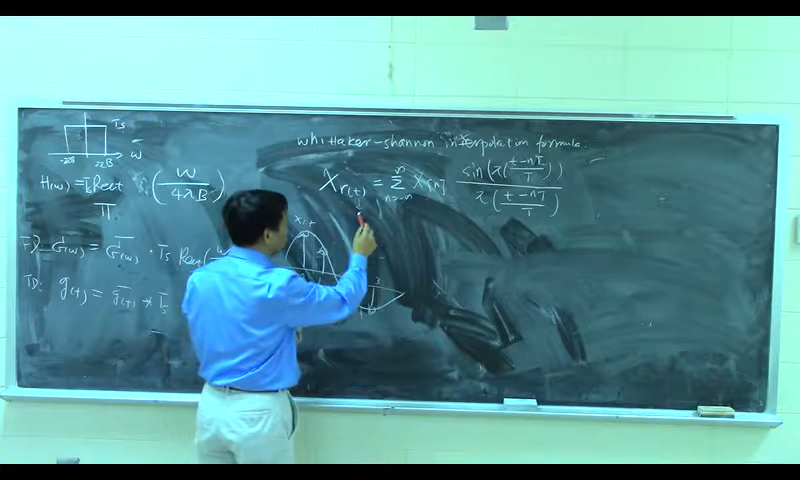 Ts
-2πB 2πB W
H(w) = Ts Rect ( W / 4πB )
FD: G(w) = G̅(w) · Ts Rect (
TD: g(t) = g̅(t) * Ts
whittaker-shannon interpolation formula.
Xr(t) = Σ n=-∞ ∞ X[n] sin(π(t-nT / T)) / π(t-nT / T)